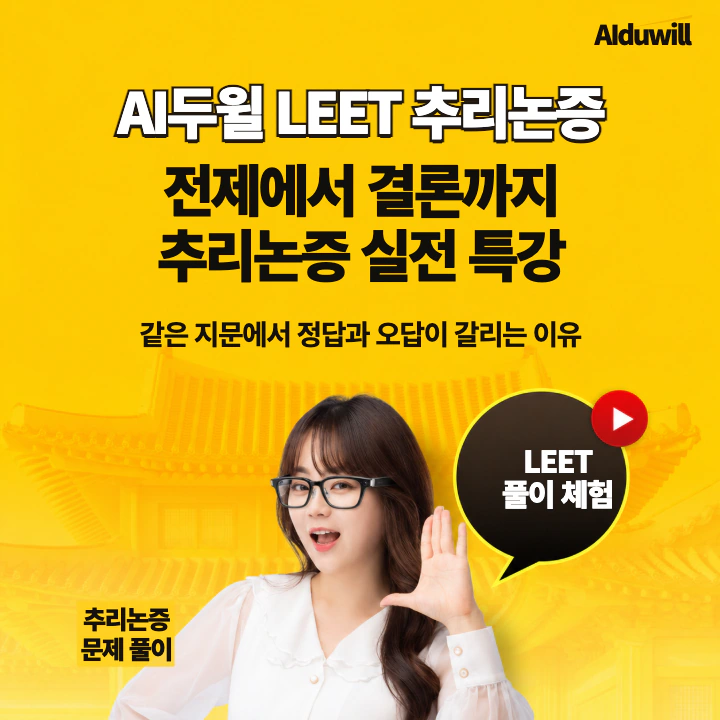 AIduwill
AI두윌 LEET 추리논증
전제에서 결론까지
추리논증 실전 특강
같은 지문에서 정답과 오답이 갈리는 이유
LEET
풀이 체험
추리논증
문제 풀이